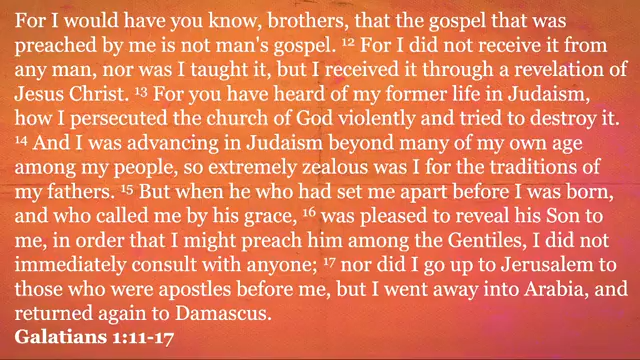 For I would have you know, brothers, that the gospel that was
preached by me is not man's gospel. 12 For I did not receive it from
any man, nor was I taught it, but I received it through a revelation of
Jesus Christ. 13 For you have heard of my former life in Judaism,
how I persecuted the church of God violently and tried to destroy it.
14 And I was advancing in Judaism beyond many of my own age
among my people, so extremely zealous was I for the traditions of
my fathers. 15 But when he who had set me apart before I was born,
and who called me by his grace, 16 was pleased to reveal his Son to
me, in order that I might preach him among the Gentiles, I did not
immediately consult with anyone; 17 nor did I go up to Jerusalem to
those who were apostles before me, but I went away into Arabia, and
returned again to Damascus.
Galatians 1:11-17